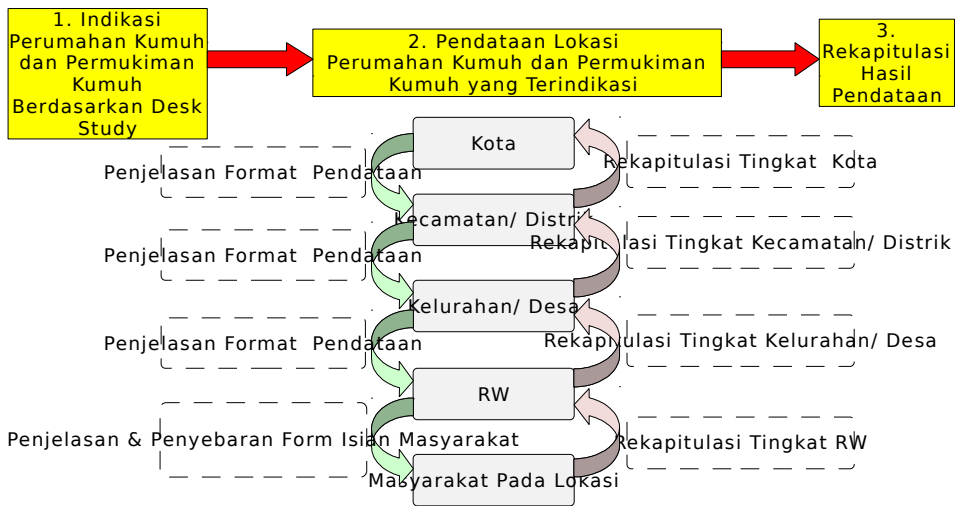 1. Indikasi
Perumahan Kumuh
dan Permukiman
Kumuh
Berdasarkan Desk
Study
2. Pendataan Lokasi
Perumahan Kumuh dan Permukiman
Kumuh yang Terindikasi
3.
Rekapitulasi
Hasil
Pendataan
Kota
Penjelasan Format Pendataan
Rekapitulasi Tingkat Kota
Kecamatan/ Distrik
Penjelasan Format Pendataan
Rekapitulasi Tingkat Kecamatan/ Distrik
Kelurahan/ Desa
Penjelasan Format Pendataan
Rekapitulasi Tingkat Kelurahan/ Desa
RW
Penjelasan & Penyebaran Form Isian Masyarakat
Rekapitulasi Tingkat RW
Masyarakat Pada Lokasi